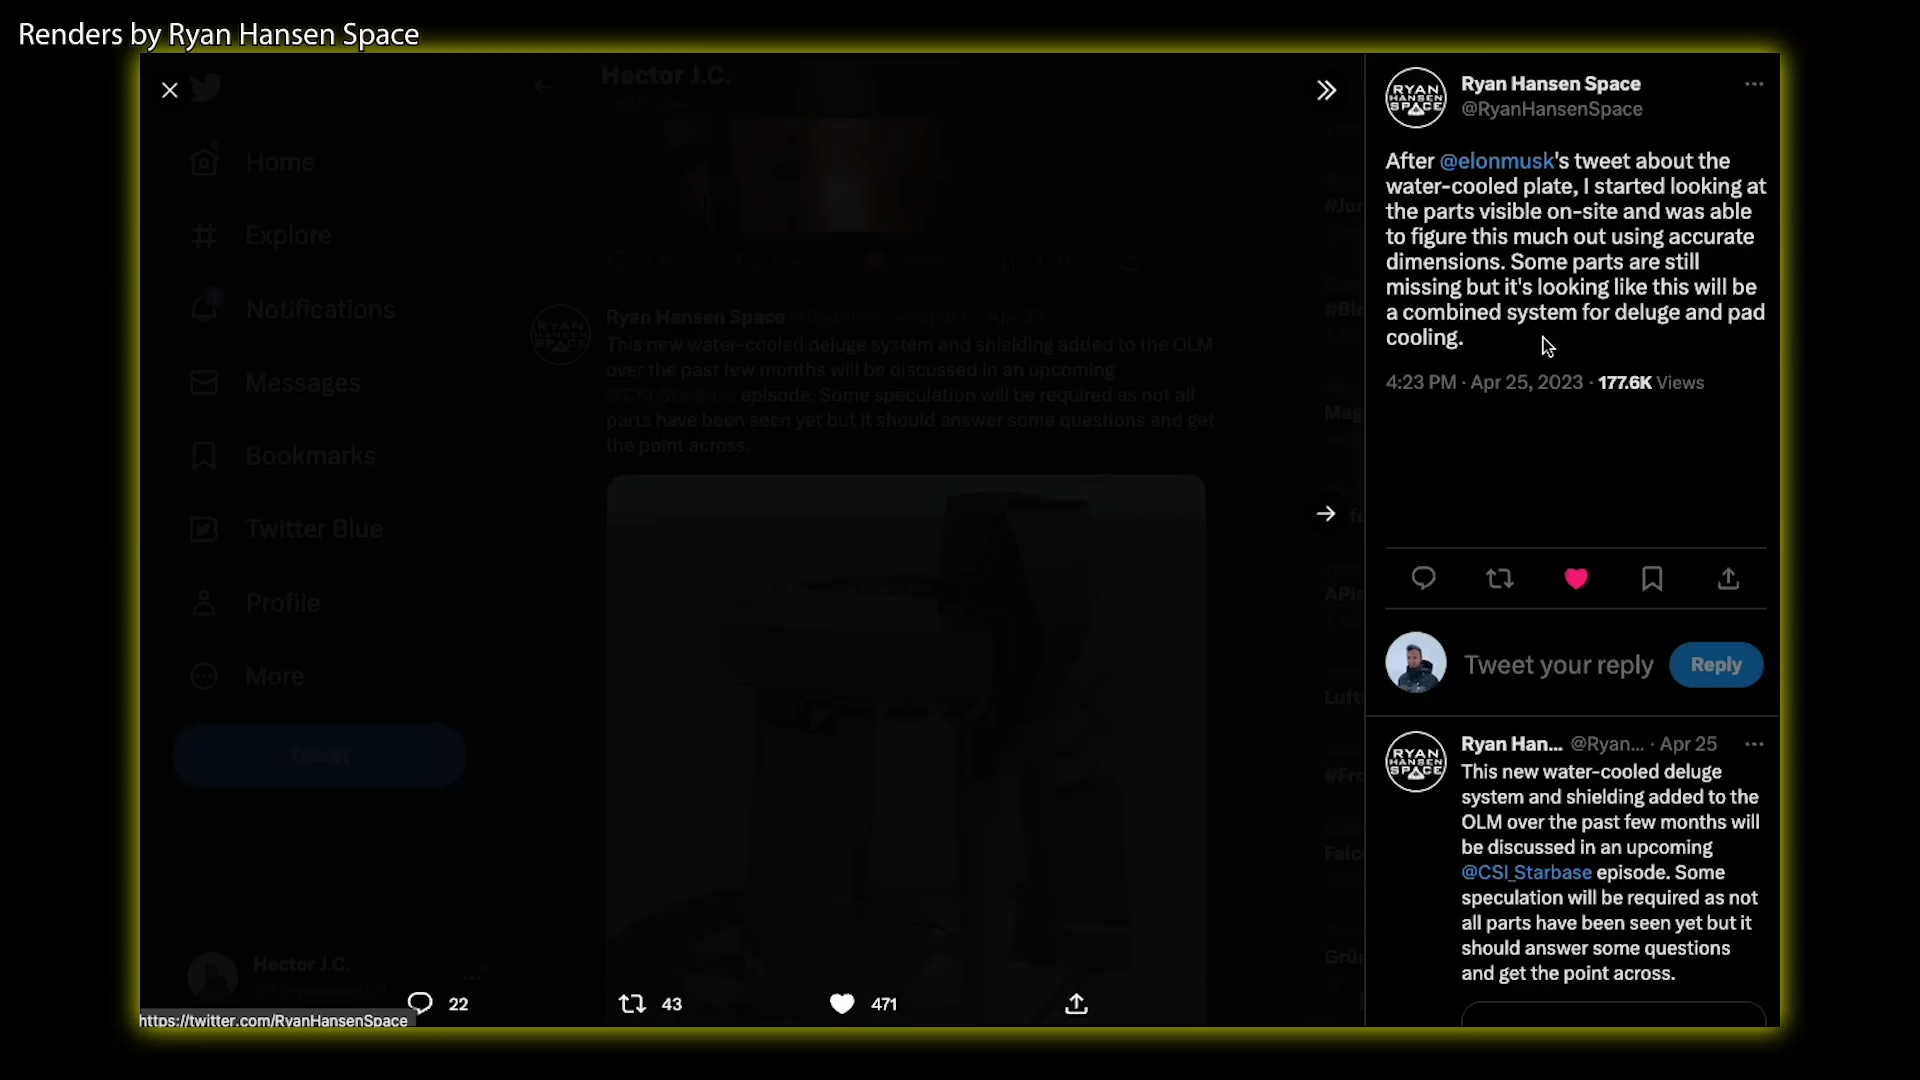 Renders by Ryan Hansen Space
Hector J.C.
Home
Explore
Notifications
Messages
Bookmarks
Twitter Blue
Profile
More
Tweet
Hector J.C.
Ryan Hansen Space
This new water-cooled deluge system and shielding added to the OLM
over the past few months will be discussed in an upcoming
episode. Some speculation will be required as not all
parts have been seen yet but it should answer some questions and get
the point across.
22
43
471
https://twitter.com/RyanHansenSpace
RYAN
HANSEN
SPACE
Ryan Hansen Space
@RyanHansenSpace
After @elonmusk's tweet about the
water-cooled plate, I started looking at
the parts visible on-site and was able
to figure this much out using accurate
dimensions. Some parts are still
missing but it's looking like this will be
a combined system for deluge and pad
cooling.
4:23 PM · Apr 25, 2023 · 177.6K Views
Tweet your reply
Reply
RYAN
HANSEN
SPACE
Ryan Han... @Ryan... · Apr 25
This new water-cooled deluge
system and shielding added to the
OLM over the past few months will
be discussed in an upcoming
@CSI_Starbase episode. Some
speculation will be required as not
all parts have been seen yet but it
should answer some questions
and get the point across.